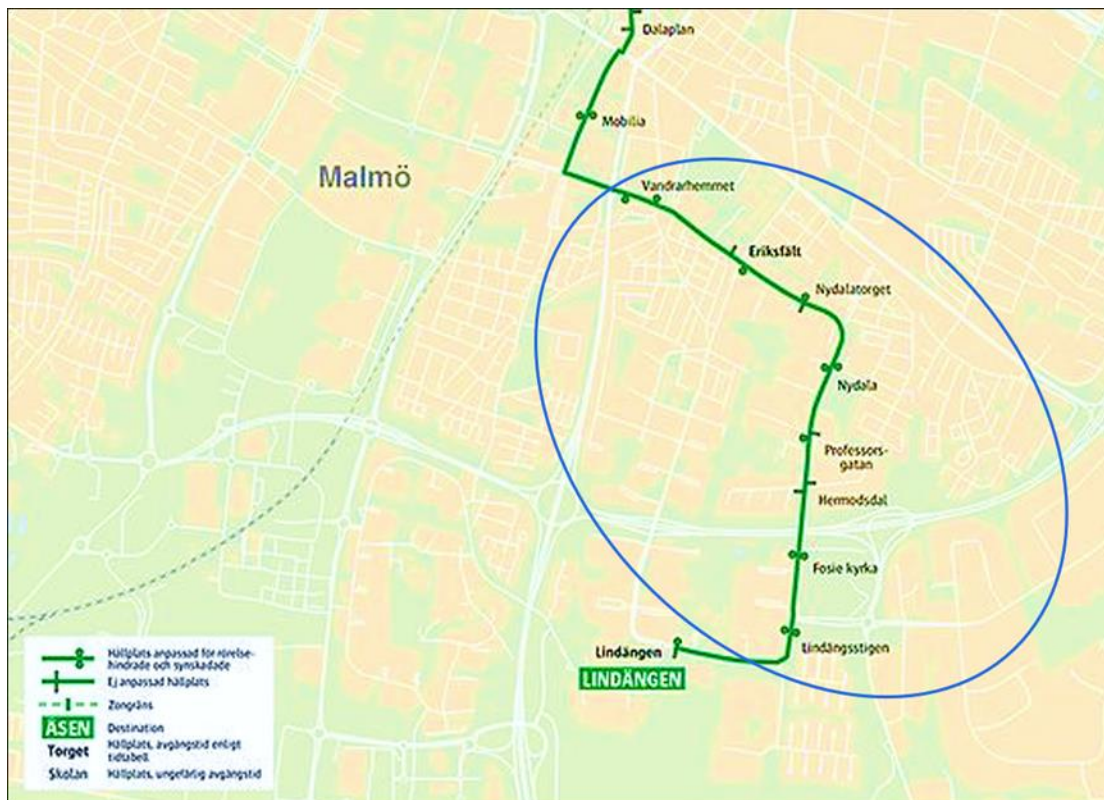 Dalaplan
Mobilia
Malmö
Vandrarhemmet
Eriksfält
Nydalatorget
Nydala
Professors-
gatan
Hermodsdal
Fosie kyrka
Lindängsstigen
Lindängen
LINDÄNGEN
Hållplats anpassad för rörelse-
hindrade och synskadade
Ej anpassad hållplats
Zongräns
ÅSEN
Destination
Torget
Hållplats, avgångstid enligt
tidtabell
Skolan
Hållplats, ungefärlig avgångstid